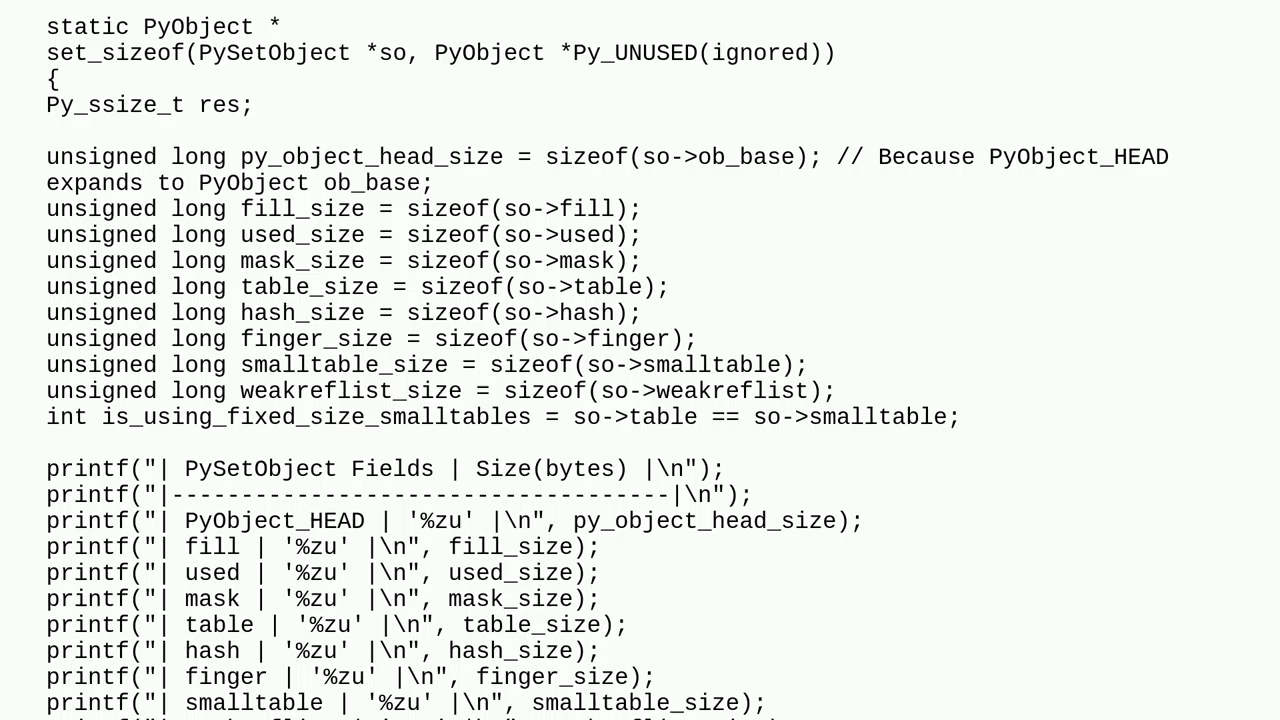 static PyObject *
set_sizeof(PySetObject *so, PyObject *Py_UNUSED(ignored))
{
Py_ssize_t res;
unsigned long py_object_head_size = sizeof(so->ob_base); // Because PyObject_HEAD
expands to PyObject ob_base;
unsigned long fill_size = sizeof(so->fill);
unsigned long used_size = sizeof(so->used);
unsigned long mask_size = sizeof(so->mask);
unsigned long table_size = sizeof(so->table);
unsigned long hash_size = sizeof(so->hash);
unsigned long finger_size = sizeof(so->finger);
unsigned long smalltable_size = sizeof(so->smalltable);
unsigned long weakreflist_size = sizeof(so->weakreflist);
int is_using_fixed_size_smalltables = so->table == so->smalltable;
printf("| PySetObject Fields | Size(bytes) |\n");
printf("|------------------------------------|\n");
printf("| PyObject_HEAD | '%zu' |\n", py_object_head_size);
printf("| fill | '%zu' |\n", fill_size);
printf("| used | '%zu' |\n", used_size);
printf("| mask | '%zu' |\n", mask_size);
printf("| table | '%zu' |\n", table_size);
printf("| hash | '%zu' |\n", hash_size);
printf("| finger | '%zu' |\n", finger_size);
printf("| smalltable | '%zu' |\n", smalltable_size);